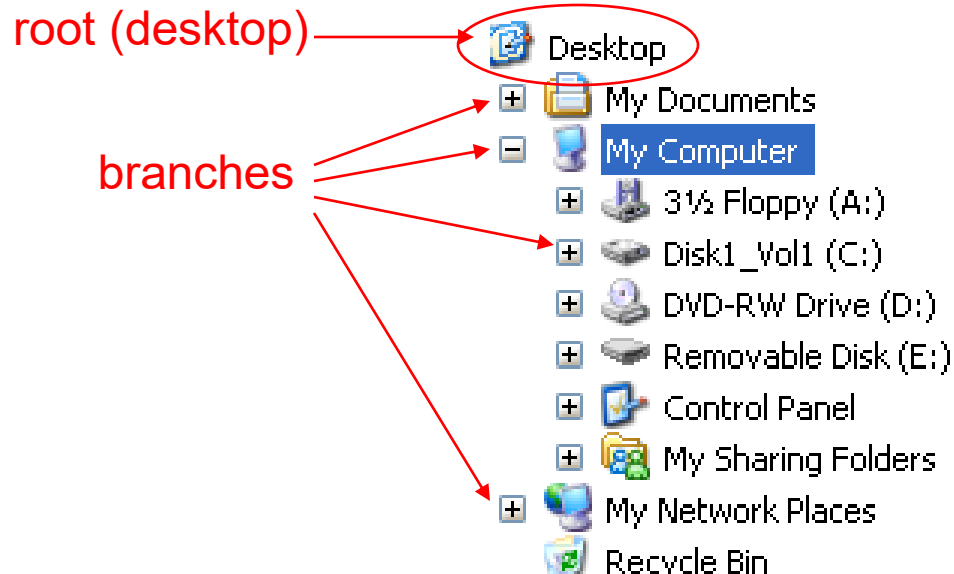 root (desktop)
Desktop
My Documents
My Computer
branches
3½ Floppy (A:)
Disk1_Vol1 (C:)
DVD-RW Drive (D:)
Removable Disk (E:)
Control Panel
My Sharing Folders
My Network Places
Recycle Bin